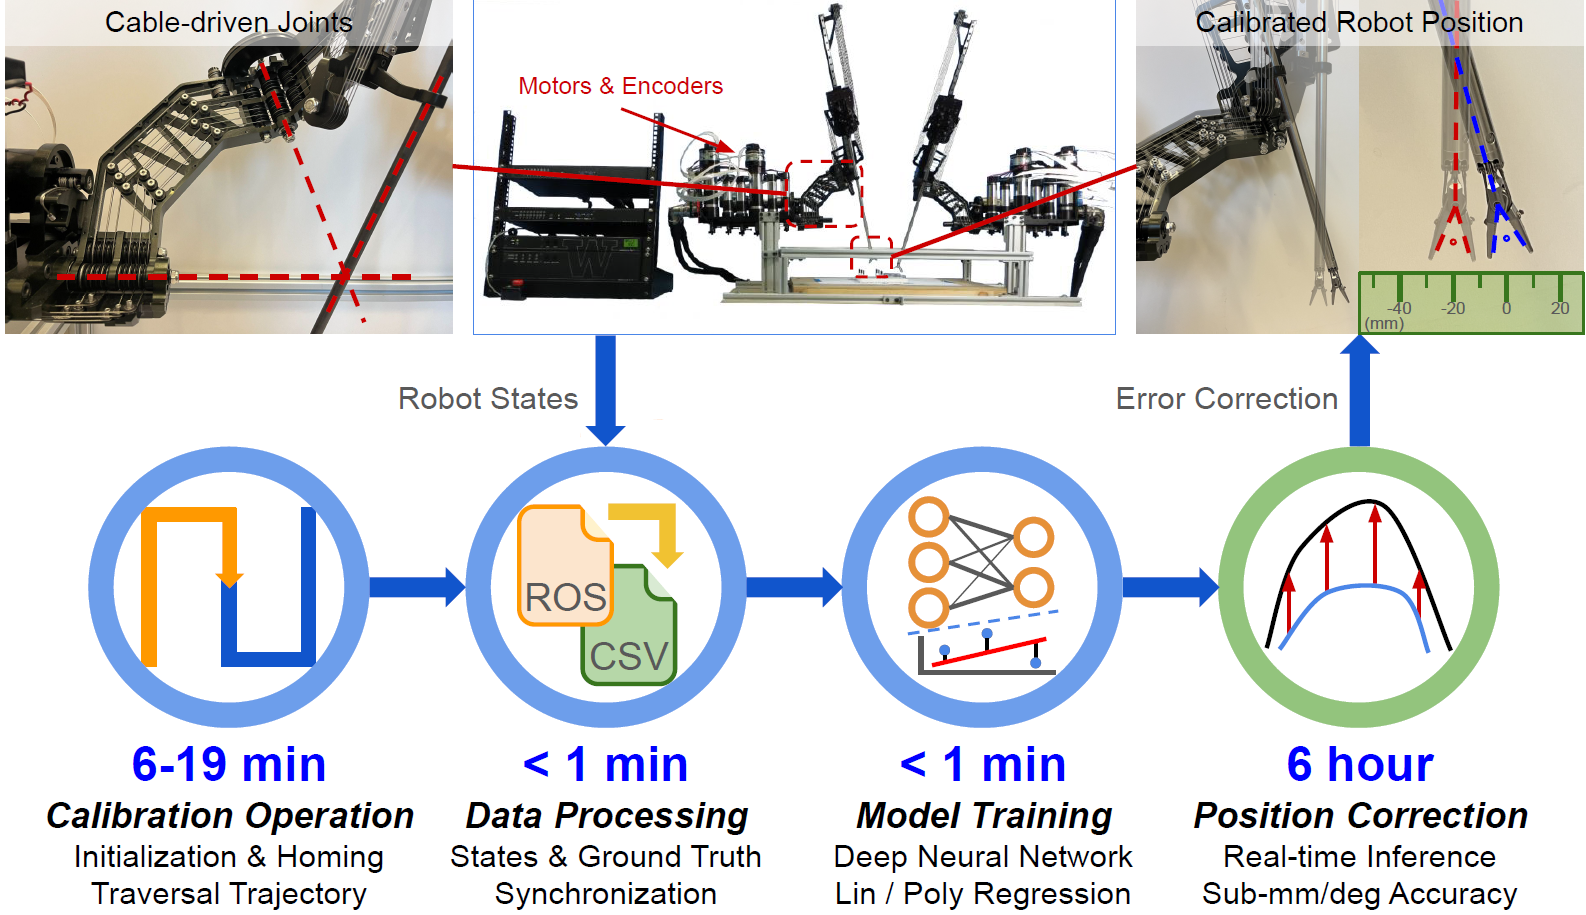 Cable-driven Joints
Motors & Encoders
W
Calibrated Robot Position
-40 -20 0 20
(mm)
Robot States
Error Correction
ROS
CSV
6-19 min
Calibration Operation
Initialization & Homing
Traversal Trajectory
< 1 min
Data Processing
States & Ground Truth
Synchronization
< 1 min
Model Training
Deep Neural Network
Lin / Poly Regression
6 hour
Position Correction
Real-time Inference
Sub-mm/deg Accuracy